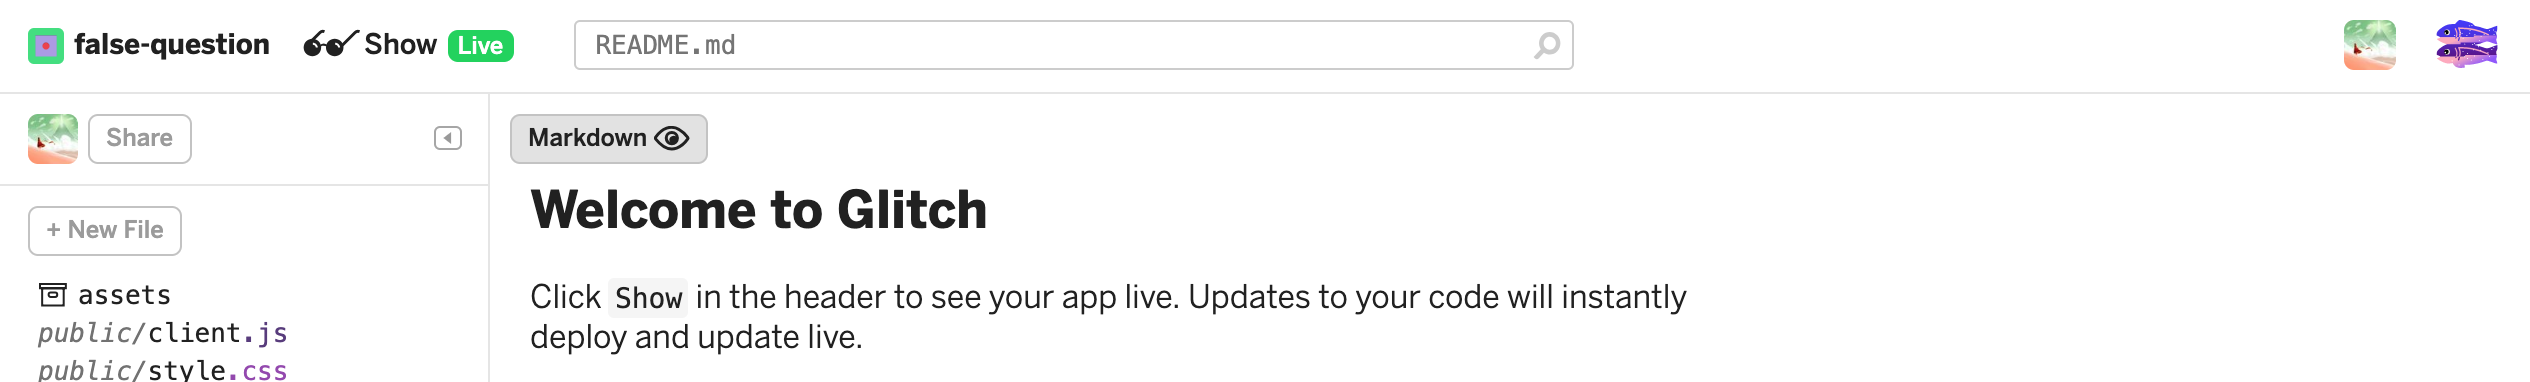 false-question Show Live README.md
Share
Markdown
Welcome to Glitch
+ New File
Click Show in the header to see your app live. Updates to your code will instantly
deploy and update live.
assets
public/client.js
public/style.css